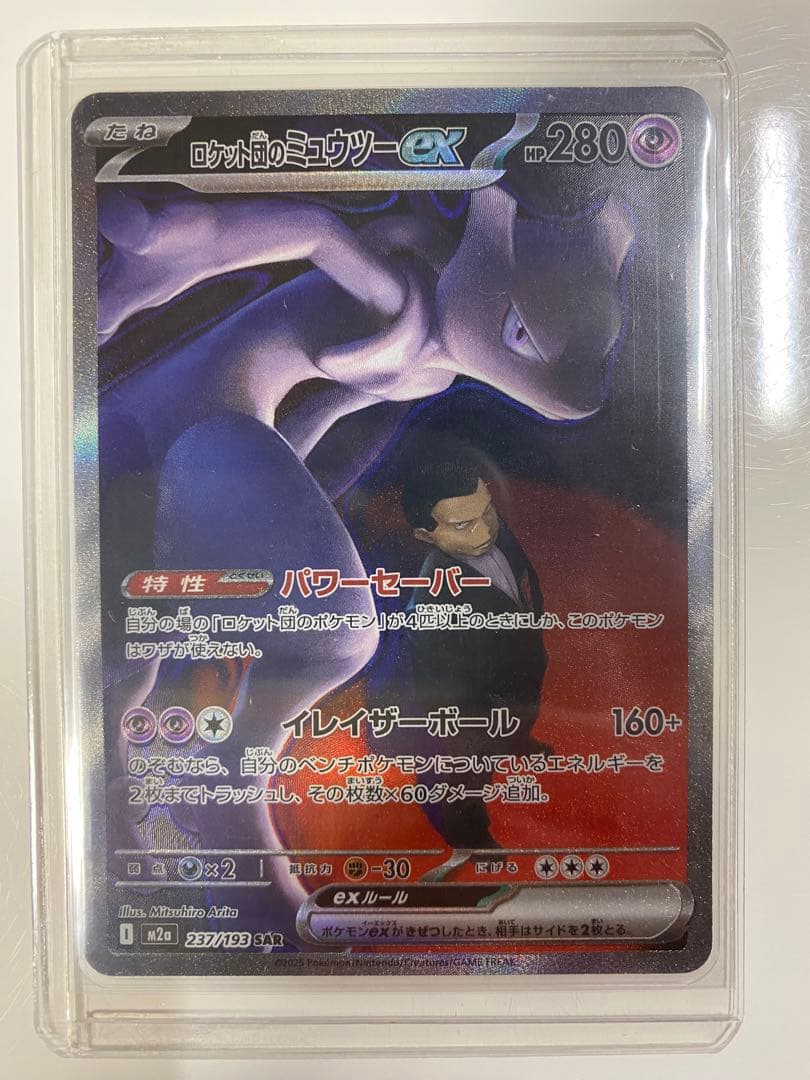 たね ロケット団のミュウツーex HP280
特性 とくせい パワーセーバー
自分の場の「ロケット団のポケモン」が4匹以上のときにしか、このポケモン
はワザが使えない。
イレイザーボール 160+
のぞむなら、自分のベンチポケモンについているエネルギーを
2枚までトラッシュし、その枚数×60ダメージ追加。
弱点 ×2 抵抗力 -30 にげる
exルール
ポケモンexがきぜつしたとき、相手はサイドを2枚とる。
Illus. Mitsuhiro Arita
I m2a 237/193 SAR
©2025 Pokémon/Nintendo/Creatures/GAME FREAK